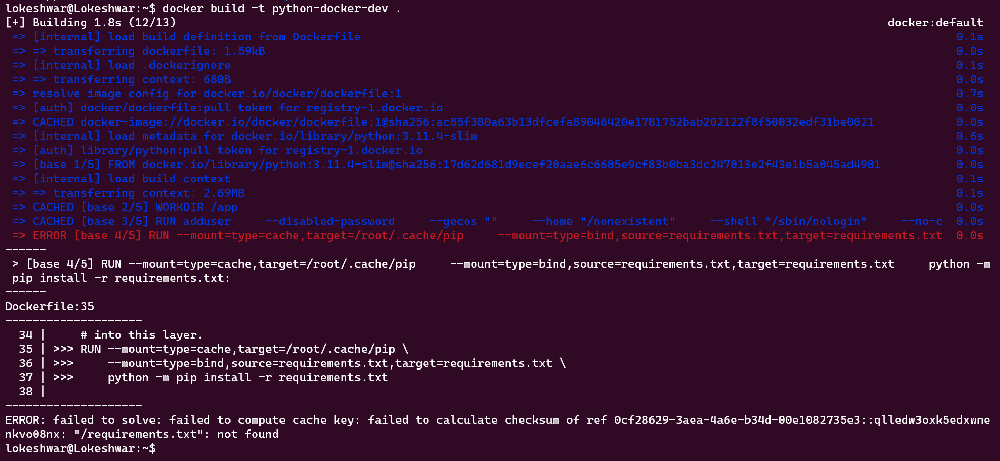 lokeshwar@Lokeshwar:~$ docker build -t python-docker-dev .
[+] Building 1.8s (12/13) docker:default
=> [internal] load build definition from Dockerfile 0.1s
=> => transferring dockerfile: 1.59kB 0.0s
=> [internal] load .dockerignore 0.1s
=> => transferring context: 680B 0.0s
=> resolve image config for docker.io/docker/dockerfile:1 0.7s
=> [auth] docker/dockerfile:pull token for registry-1.docker.io 0.0s
=> CACHED docker-image://docker.io/docker/dockerfile:1@sha256:ac85f380a63b13dfcefa89046420e1781752bab202122f8f50032edf31be0021 0.0s
=> [internal] load metadata for docker.io/library/python:3.11.4-slim 0.6s
=> [auth] library/python:pull token for registry-1.docker.io 0.0s
=> [base 1/5] FROM docker.io/library/python:3.11.4-slim@sha256:17d62d681d9ecef20aae6c6605e9cf83b0ba3dc247013e2f43e1b5a045ad4901 0.0s
=> [internal] load build context 0.1s
=> => transferring context: 2.69MB 0.1s
=> CACHED [base 2/5] WORKDIR /app 0.0s
=> CACHED [base 3/5] RUN adduser     --disabled-password     --gecos ""     --home "/nonexistent"     --shell "/sbin/nologin"     --no-c 0.0s
=> ERROR [base 4/5] RUN --mount=type=cache,target=/root/.cache/pip     --mount=type=bind,source=requirements.txt,target=requirements.txt 0.0s
------
> [base 4/5] RUN --mount=type=cache,target=/root/.cache/pip     --mount=type=bind,source=requirements.txt,target=requirements.txt     python -m
pip install -r requirements.txt:
------
Dockerfile:35
--------------------
34 |     # into this layer.
35 | >>> RUN --mount=type=cache,target=/root/.cache/pip \
36 | >>>     --mount=type=bind,source=requirements.txt,target=requirements.txt \
37 | >>>     python -m pip install -r requirements.txt
38 |
--------------------
ERROR: failed to solve: failed to compute cache key: failed to calculate checksum of ref 0cf28629-3aea-4a6e-b34d-00e1082735e3::qlledw3oxk5edxwne
nkvo08nx: "/requirements.txt": not found
lokeshwar@Lokeshwar:~$